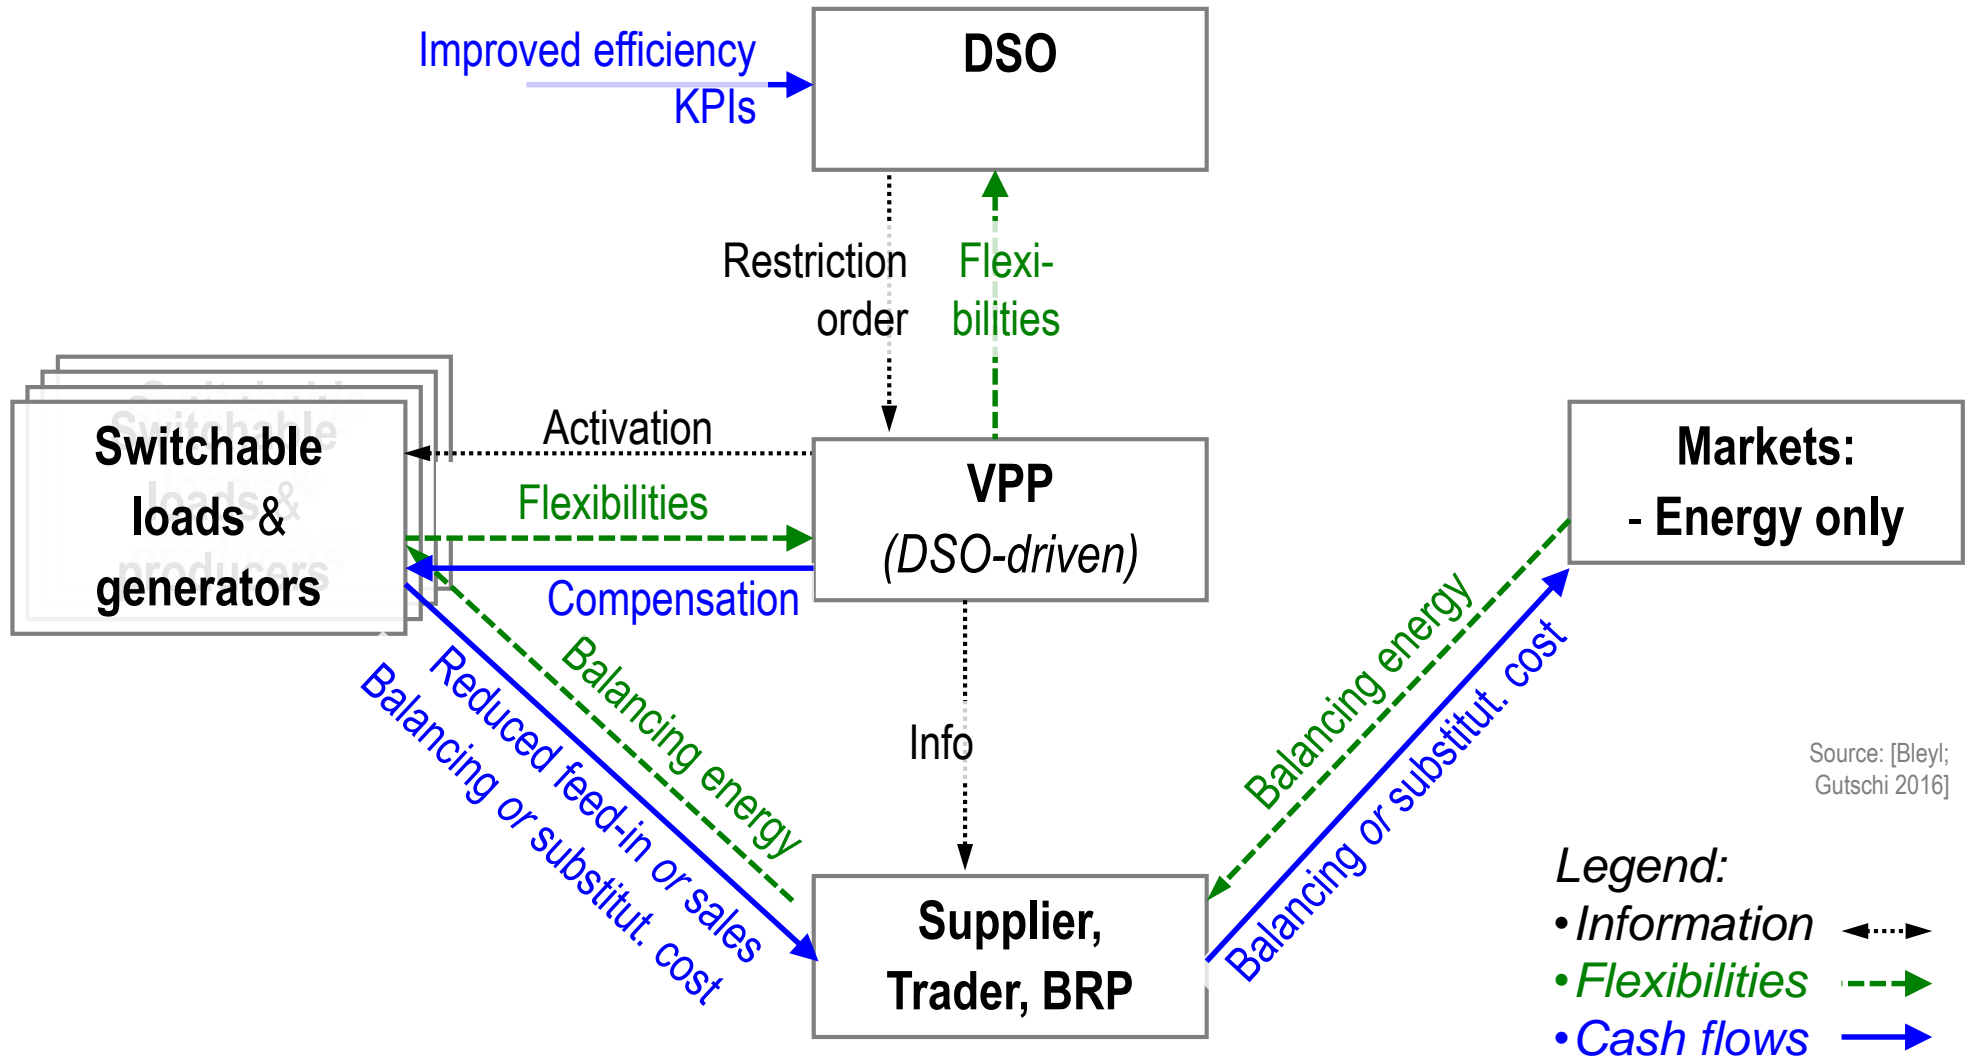 Improved efficiency
KPIs
DSO
Restriction
order
Flexi-
bilities
Switchable
loads &
generators
Activation
Flexibilities
Compensation
VPP
(DSO-driven)
Markets:
- Energy only
Balancing energy
Reduced feed-in or sales
Balancing or substitut. cost
Info
Balancing energy
Balancing or substitut. cost
Supplier,
Trader, BRP
Source: [Bleyl;
Gutschi 2016]
Legend:
• Information
• Flexibilities
• Cash flows